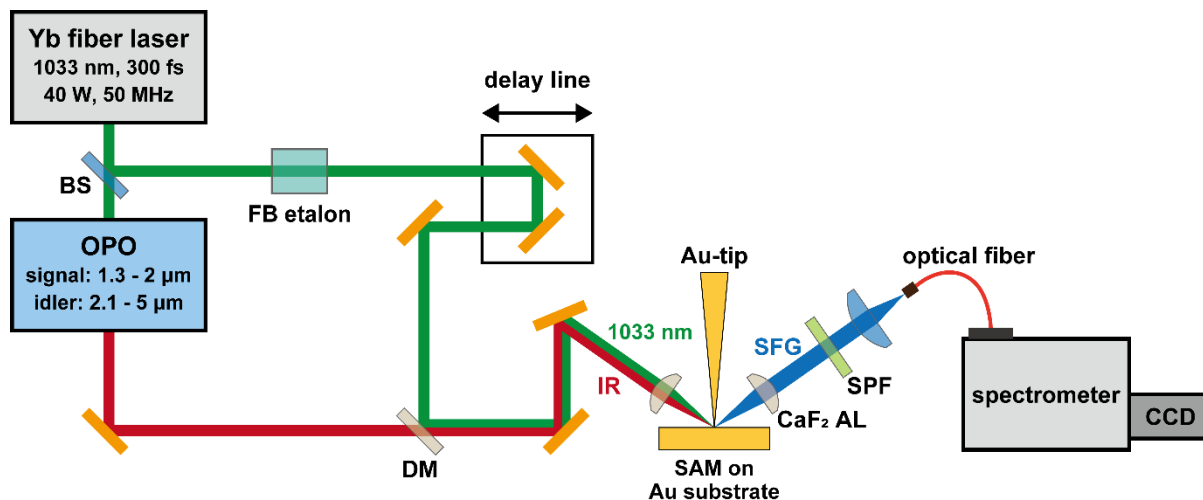 Yb fiber laser
1033 nm, 300 fs
40 W, 50 MHz
delay line
BS
FB etalon
OPO
signal: 1.3 - 2 µm
idler: 2.1 - 5 µm
Au-tip
optical fiber
1033 nm
IR
SFG
SPF
CaF₂ AL
DM
SAM on
Au substrate
spectrometer
CCD